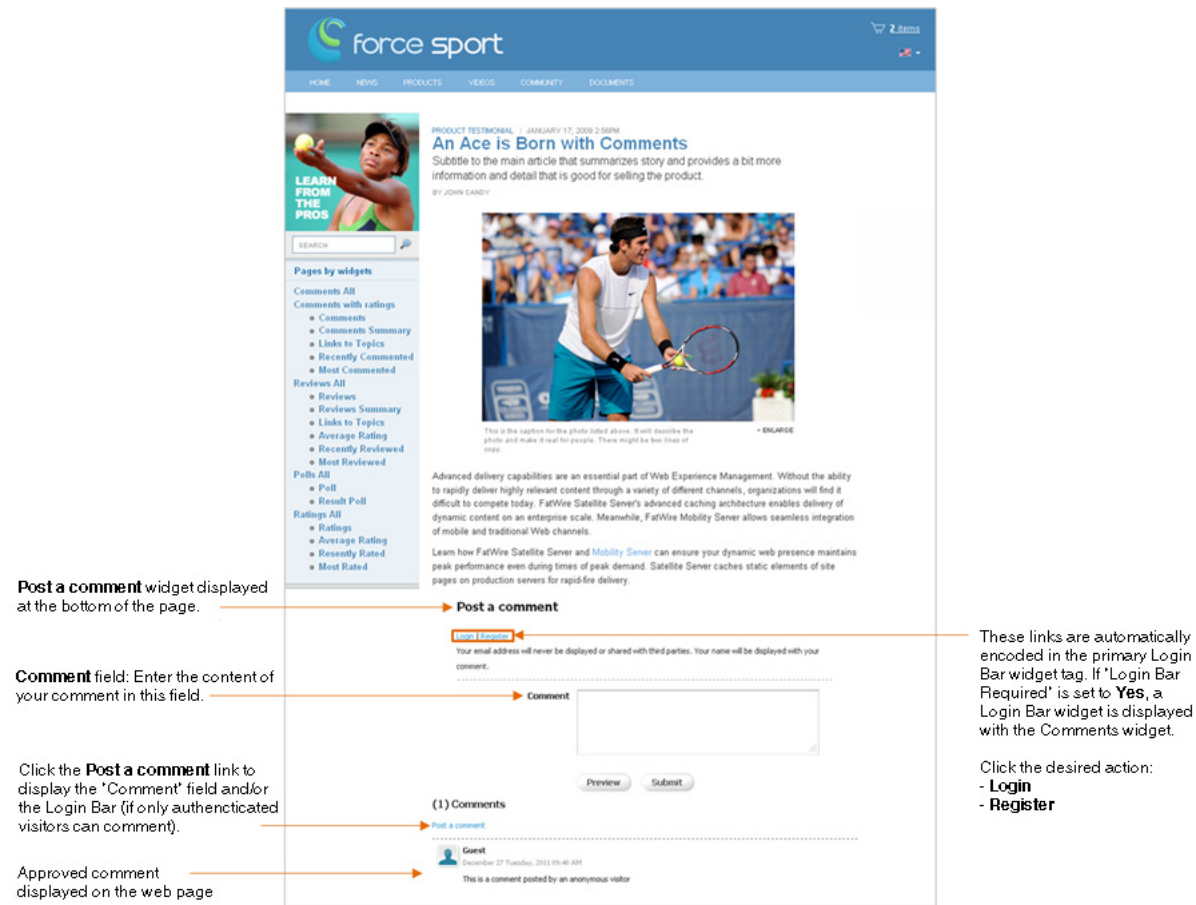 force sport
2 items
HOME NEWS PRODUCTS VIDEOS COMMUNITY DOCUMENTS
LEARN
FROM
THE
PROS
SEARCH
Pages by widgets
Comments All
Comments with ratings
Comments
Comments Summary
Links to Topics
Recently Commented
Most Commented
Reviews All
Reviews
Reviews Summary
Links to Topics
Average Rating
Recently Reviewed
Most Reviewed
Polls All
Poll
Result Poll
Ratings All
Ratings
Average Rating
Resently Rated
Most Rated
PRODUCT TESTIMONIAL | JANUARY 17, 2009 2:56PM
An Ace is Born with Comments
Subtitle to the main article that summarizes story and provides a bit more
information and detail that is good for selling the product.
BY JOHN CANDY
This is the caption for the photo listed above. It will describe the
photo and make it real for people. There might be two lines of
copy.
+ ENLARGE
Advanced delivery capabilities are an essential part of Web Experience Management. Without the ability
to rapidly deliver highly relevant content through a variety of different channels, organizations will find it
difficult to compete today. FatWire Satellite Server's advanced caching architecture enables delivery of
dynamic content on an enterprise scale. Meanwhile, FatWire Mobility Server allows seamless integration
of mobile and traditional Web channels.
Learn how FatWire Satellite Server and Mobility Server can ensure your dynamic web presence maintains
peak performance even during times of peak demand. Satellite Server caches static elements of site
pages on production servers for rapid-fire delivery.
Post a comment widget displayed
at the bottom of the page.
Post a comment
Login | Register
Your email address will never be displayed or shared with third parties. Your name will be displayed with your
comment.
These links are automatically
encoded in the primary Login
Bar widget tag. If "Login Bar
Required" is set to Yes, a
Login Bar widget is displayed
with the Comments widget.
Click the desired action:
- Login
- Register
Comment field: Enter the content of
your comment in this field.
Comment
Preview Submit
Click the Post a comment link to
display the "Comment" field and/or
the Login Bar (if only authencticated
visitors can comment).
(1) Comments
Post a comment
Approved comment
displayed on the web page
Guest
December 27 Tuesday, 2011 09:48 AM
This is a comment posted by an anonymous visitor